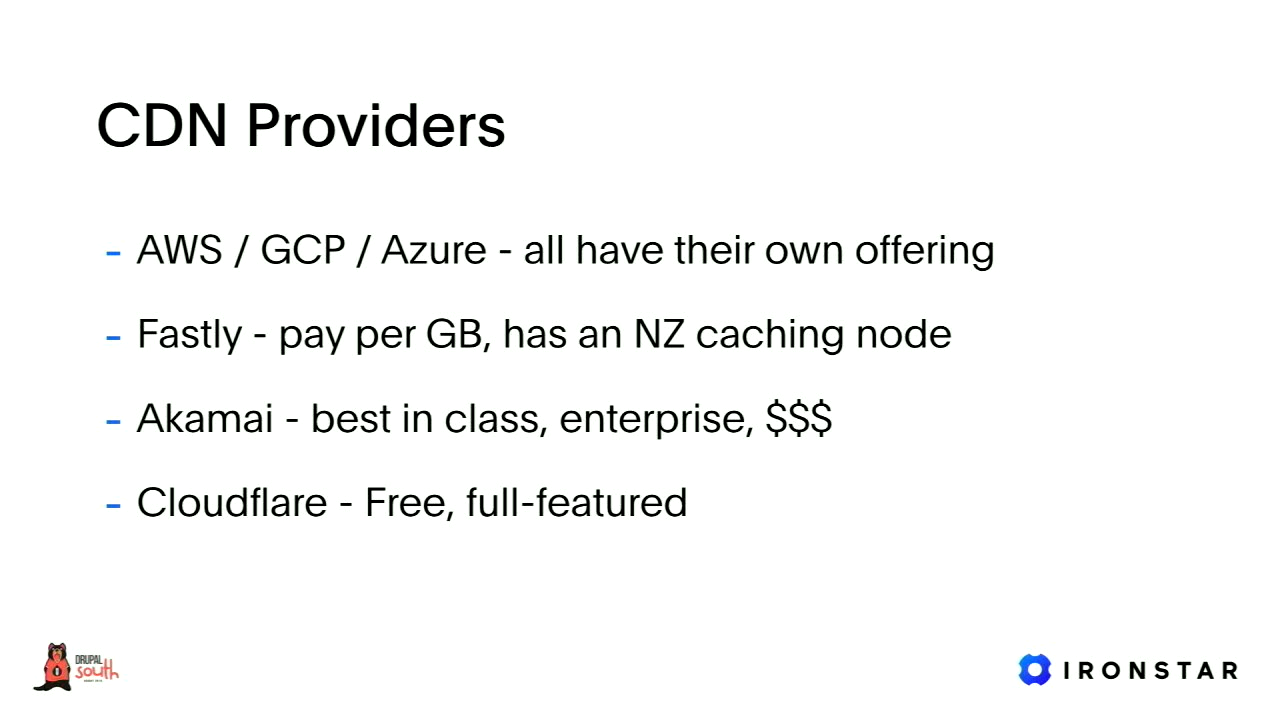 CDN Providers
- AWS / GCP / Azure - all have their own offering
- Fastly - pay per GB, has an NZ caching node
- Akamai - best in class, enterprise, $$$
- Cloudflare - Free, full-featured
DRUPAL
south
IRONSTAR